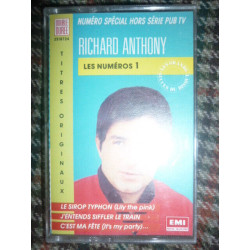 NUMÉRO SPÉCIAL HORS SÉRIE PUB TV
RICHARD ANTHONY
LES NUMÉROS 1
TITRES ORIGINAUX
LE SIROP TYPHON (Lily the pink)
J'ENTENDS SIFFLER LE TRAIN
C'EST MA FÊTE (It's my party)...
EMI